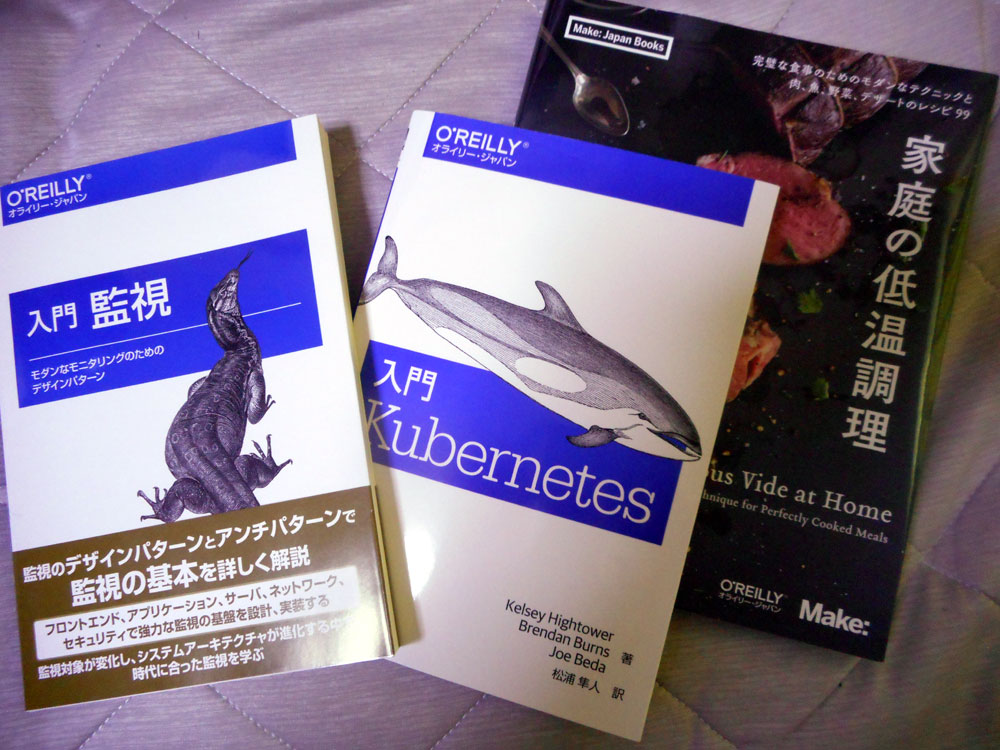 O'REILLY®
オライリー・ジャパン
入門 監視
モダンなモニタリングのための
デザインパターン
監視のデザインパターンとアンチパターンで
監視の基本を詳しく解説
フロントエンド、アプリケーション、サーバ、ネットワーク、
セキュリティで強力な監視の基盤を設計、実装する
監視対象が変化し、システムアーキテクチャが進化する中で
時代に合った監視を学ぶ
O'REILLY®
オライリー・ジャパン
入門
Kubernetes
Kelsey Hightower
Brendan Burns
Joe Beda 著
松浦 隼人 訳
Make: Japan Books
完璧な食事のためのモダンなテクニックと
肉、魚、野菜、デザートのレシピ 99
家庭の低温調理
Vide at Home
for Perfectly Cooked Meals
O'REILLY®
オライリー・ジャパン
Make: